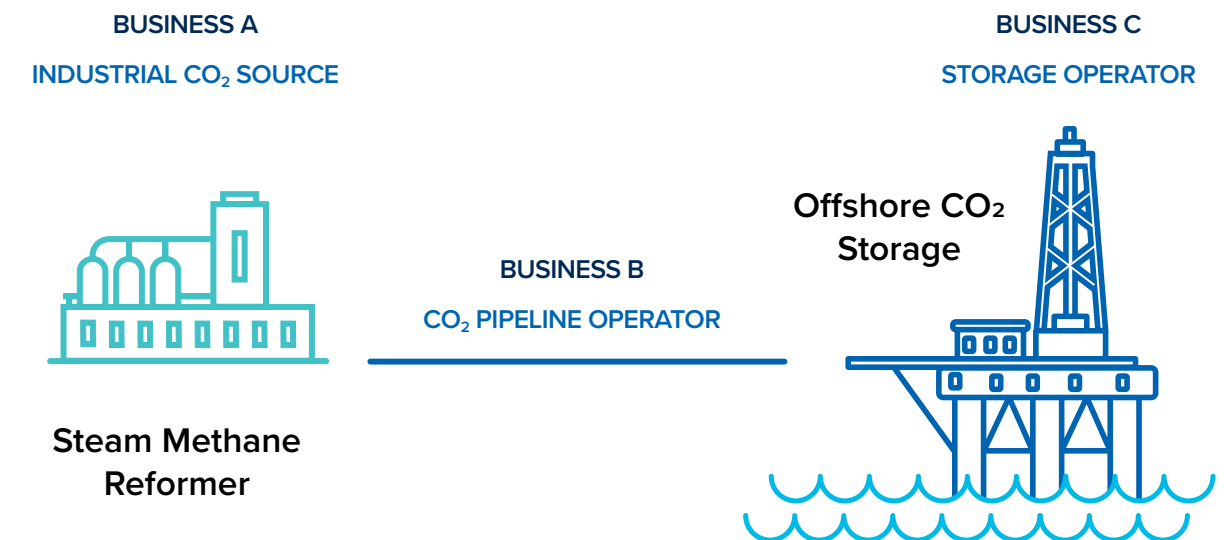 BUSINESS A
INDUSTRIAL CO₂ SOURCE
Steam Methane
Reformer
BUSINESS B
CO₂ PIPELINE OPERATOR
BUSINESS C
STORAGE OPERATOR
Offshore CO₂
Storage